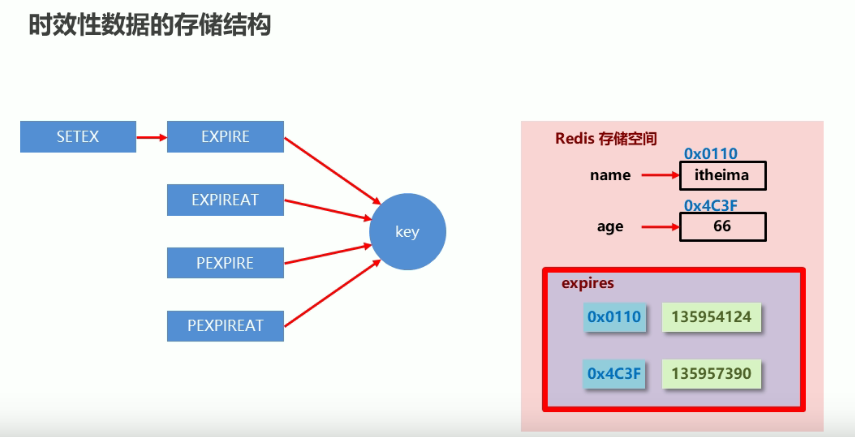 时效性数据的存储结构
SETEX
EXPIRE
EXPIREAT
PEXPIRE
PEXPIREAT
key
Redis 存储空间
0x0110
name
itheima
0x4C3F
age
66
expires
0x0110
135954124
0x4C3F
135957390